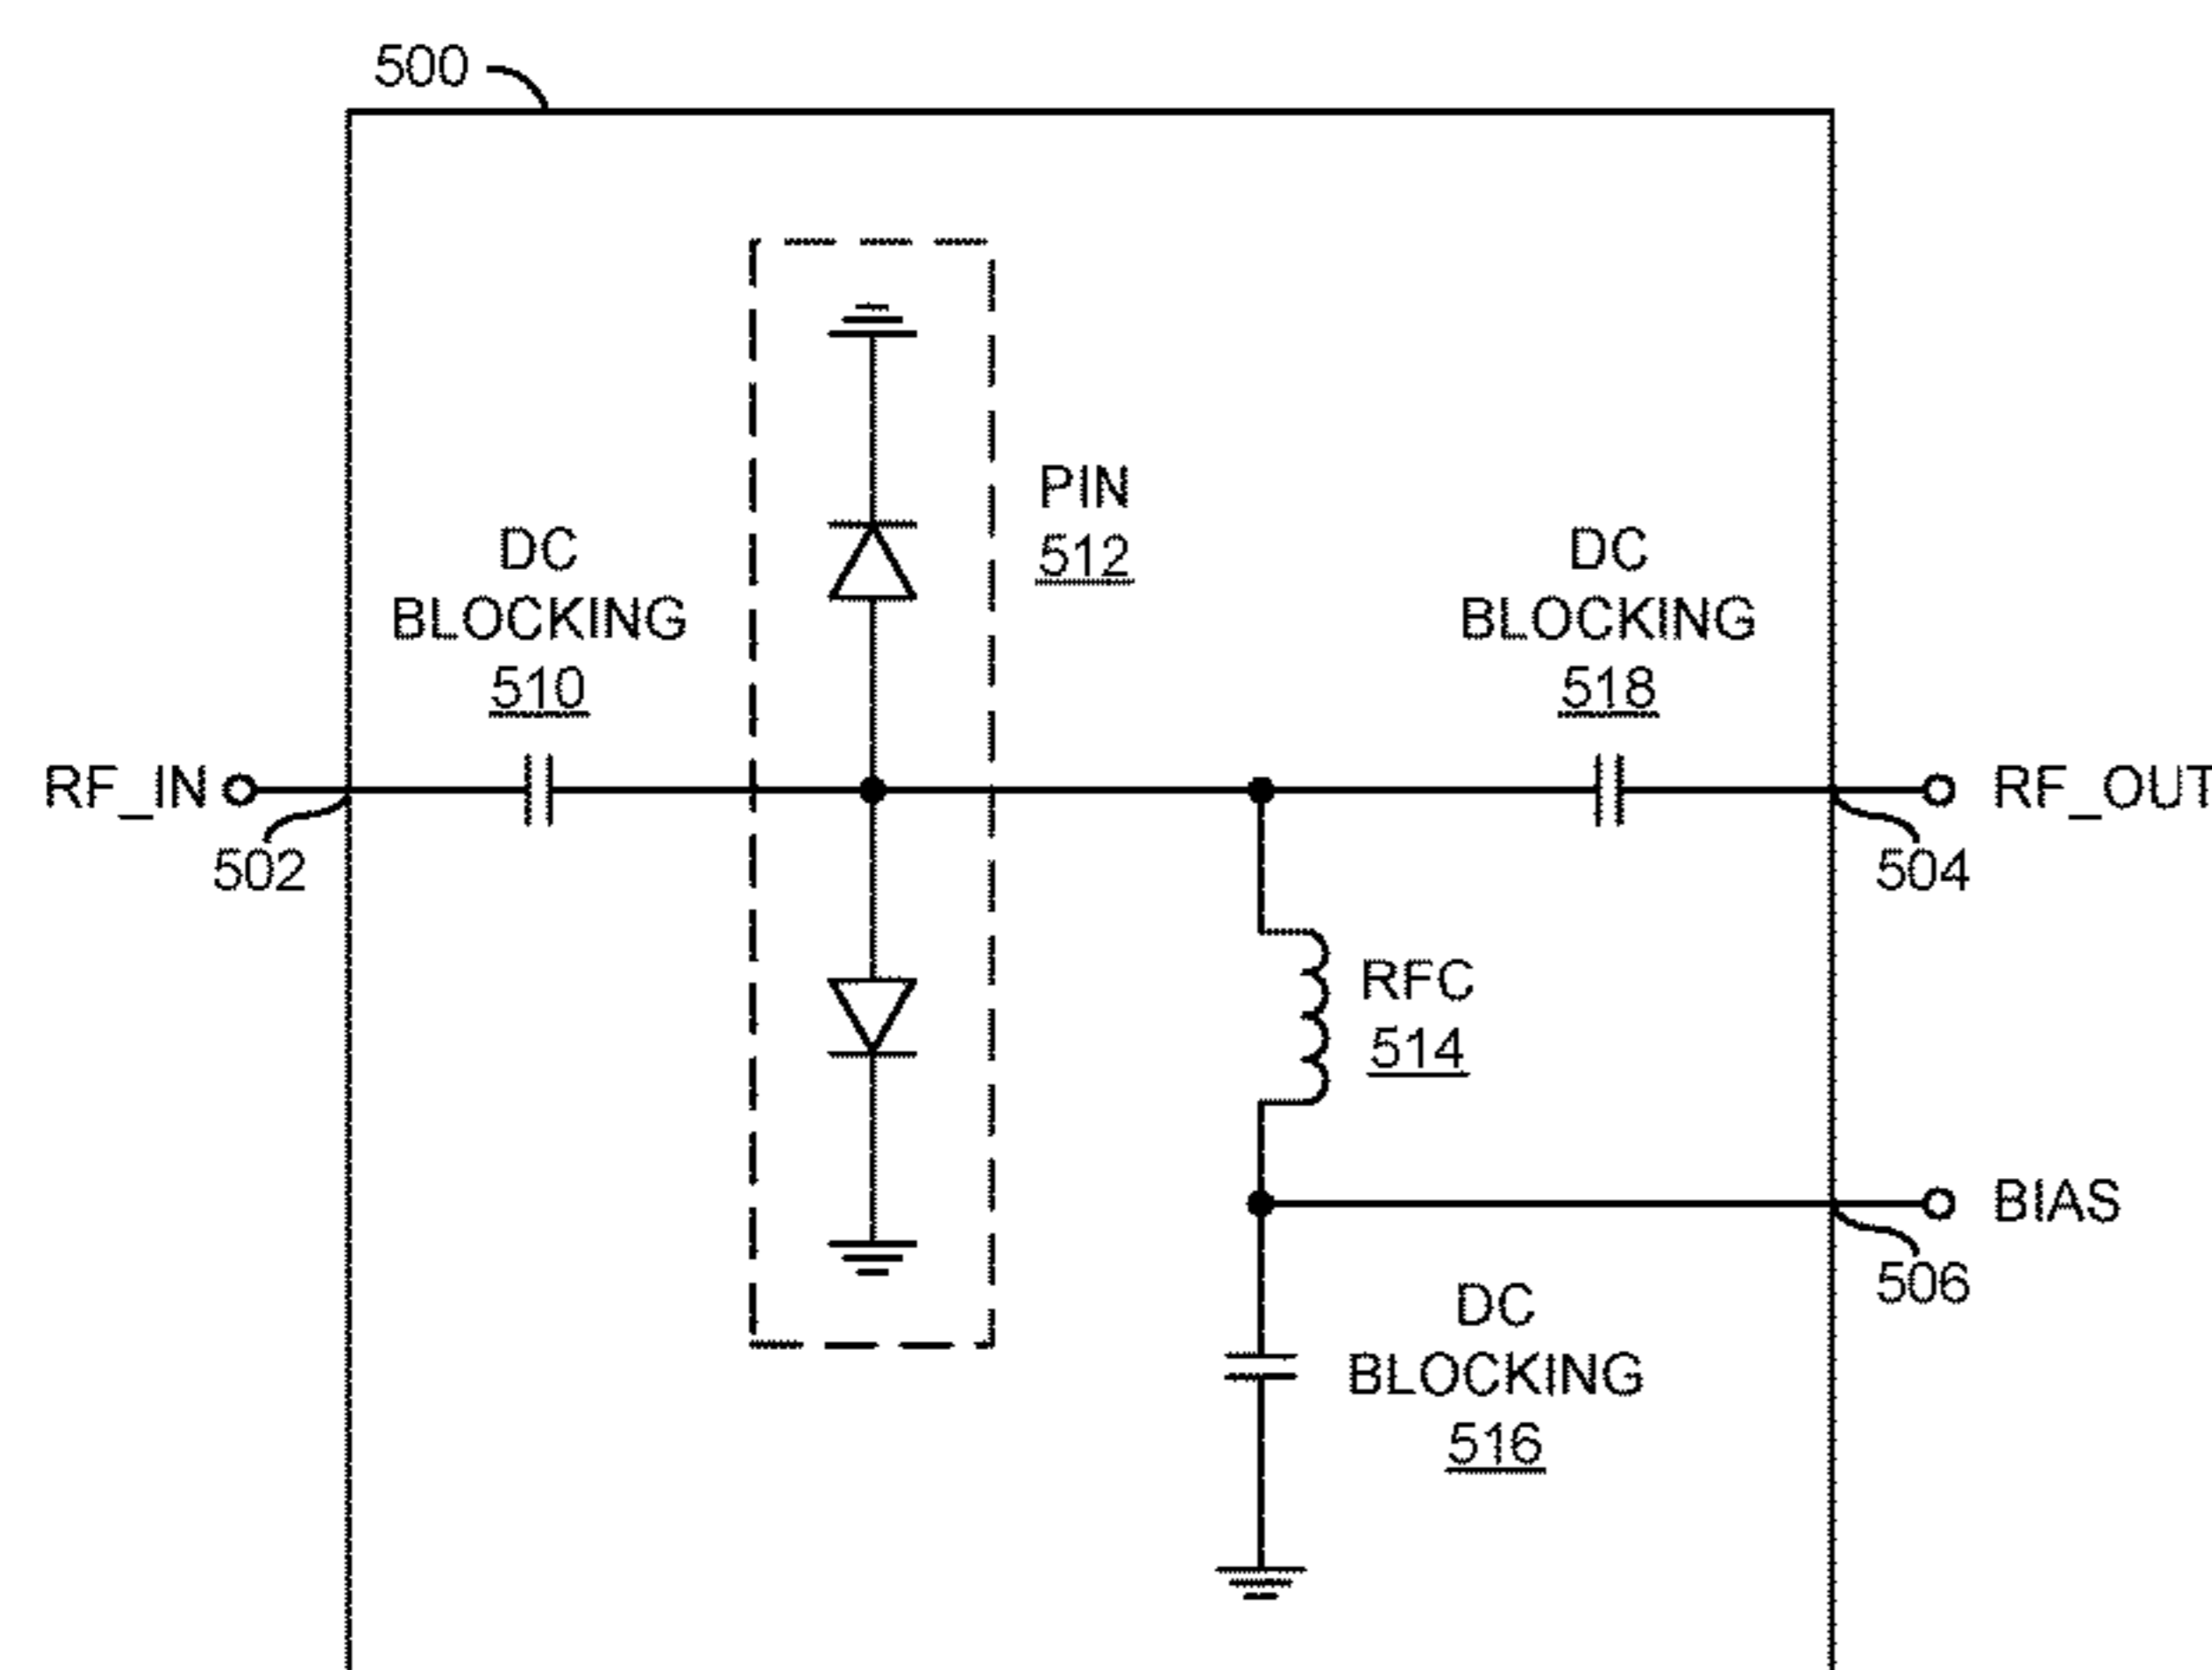 500
PIN
512
DC
BLOCKING
510
DC
BLOCKING
518
RF_IN
RF_OUT
502
504
RFC
514
BIAS
506
DC
BLOCKING
516